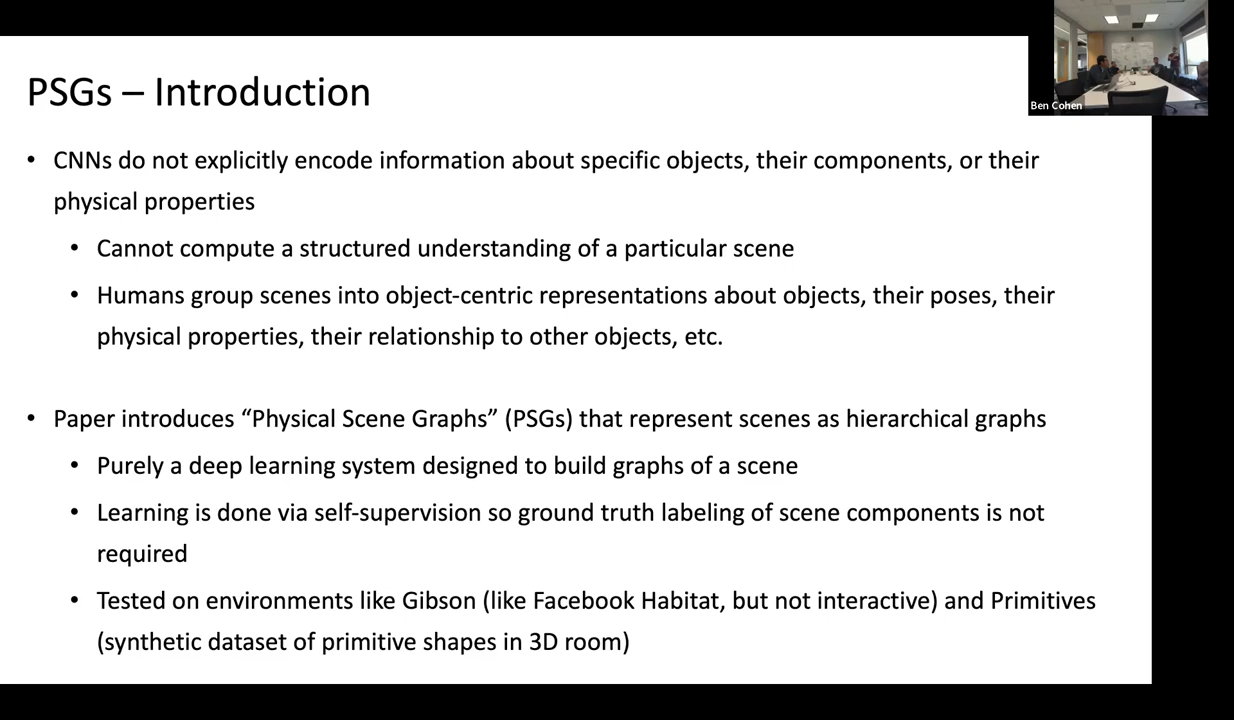 PSGs – Introduction
Ben Cohen
• CNNs do not explicitly encode information about specific objects, their components, or their
physical properties
• Cannot compute a structured understanding of a particular scene
• Humans group scenes into object-centric representations about objects, their poses, their
physical properties, their relationship to other objects, etc.
• Paper introduces “Physical Scene Graphs” (PSGs) that represent scenes as hierarchical graphs
• Purely a deep learning system designed to build graphs of a scene
• Learning is done via self-supervision so ground truth labeling of scene components is not
required
• Tested on environments like Gibson (like Facebook Habitat, but not interactive) and Primitives
(synthetic dataset of primitive shapes in 3D room)